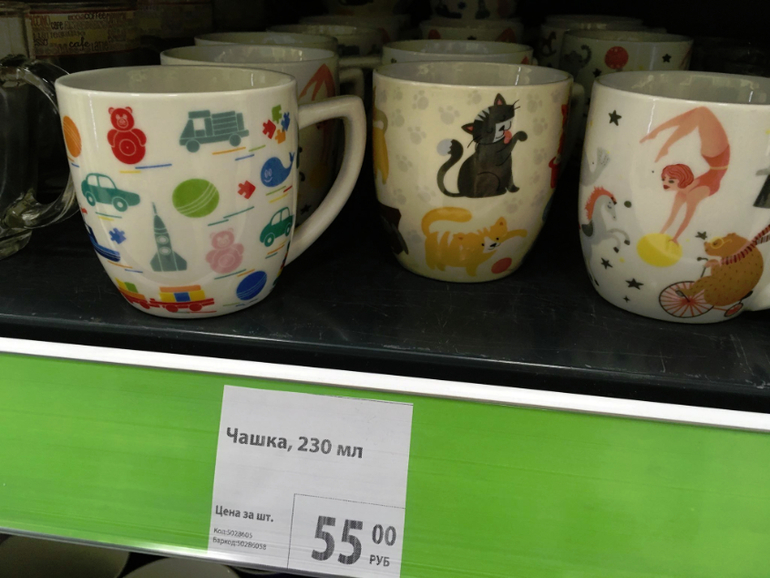 Чашка, 230 мл
Цена за шт.
55 00
РУБ